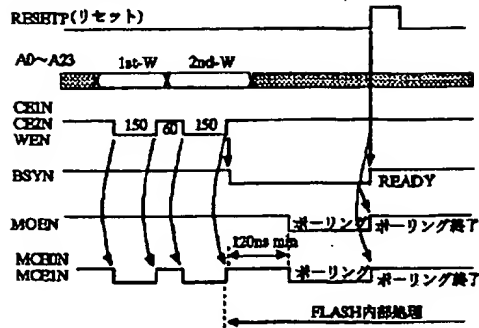 RESETP(リセット)
A0~A23
1st-W
2nd-W
CE1N
CE2N
WEN
150
60
150
BSYN
READY
MOEN
ポーリング
ポーリング終了
120ns min
MCE0N
MCE1N
ポーリング
ポーリング終了
FLASH内部処理